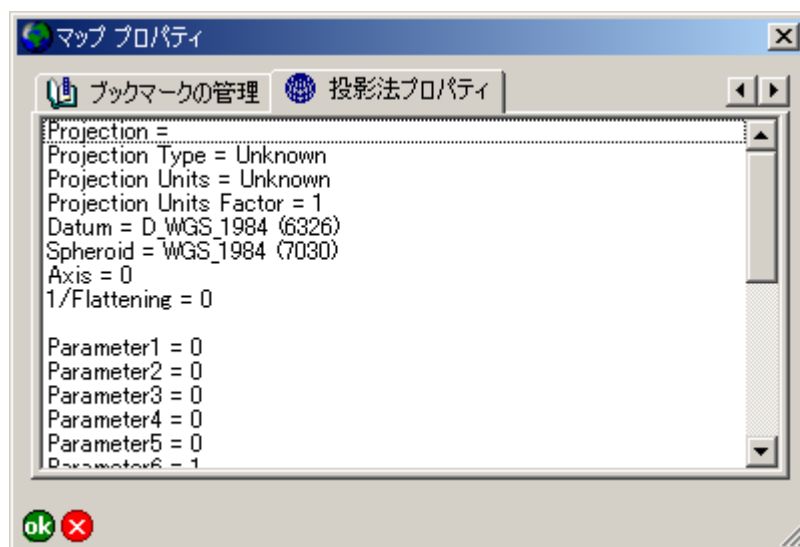 マップ プロパティ
ブックマークの管理
投影法プロパティ
Projection =
Projection Type = Unknown
Projection Units = Unknown
Projection Units Factor = 1
Datum = D_WGS_1984 (6326)
Spheroid = WGS_1984 (7030)
Axis = 0
1/Flattening = 0
Parameter1 = 0
Parameter2 = 0
Parameter3 = 0
Parameter4 = 0
Parameter5 = 0
Parameter6 = 1
ok